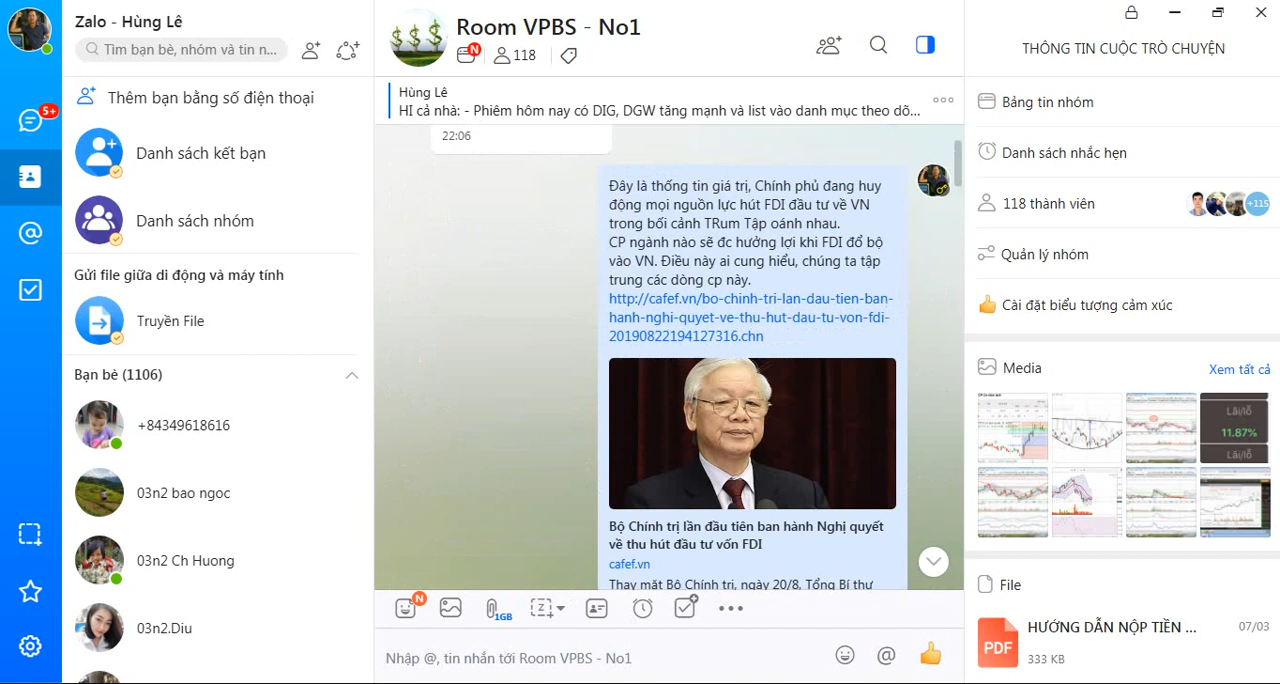 Zalo - Hùng Lê
Tìm bạn bè, nhóm và tin n...
5+
Thêm bạn bằng số điện thoại
Danh sách kết bạn
Danh sách nhóm
Gửi file giữa di động và máy tính
Truyền File
Bạn bè (1106)
+84349618616
03n2 bao ngoc
03n2 Ch Huong
03n2.Diu
Room VPBS - No1
N
118
Hùng Lê
HI cả nhà: - Phiêm hôm nay có DIG, DGW tăng mạnh và list vào danh mục theo dõ...
22:06
Đây là thống tin giá trị, Chính phủ đang huy
động mọi nguồn lực hút FDI đầu tư về VN
trong bối cảnh TRum Tập oánh nhau.
CP ngành nào sẽ đc hưởng lợi khi FDI đổ bộ
vào VN. Điều này ai cung hiểu, chúng ta tập
trung các dòng cp này.
http://cafef.vn/bo-chinh-tri-lan-dau-tien-ban-
hanh-nghi-quyet-ve-thu-hut-dau-tu-von-fdi-
20190822194127316.chn
Bộ Chính trị lần đầu tiên ban hành Nghị quyết
về thu hút đầu tư vốn FDI
cafef.vn
Thay mặt Bộ Chính trị, ngày 20/8, Tổng Bí thư
N
1GB
Z
Nhập @, tin nhắn tới Room VPBS - No1
THÔNG TIN CUỘC TRÒ CHUYỆN
Bảng tin nhóm
Danh sách nhắc hẹn
118 thành viên
+115
Quản lý nhóm
Cài đặt biểu tượng cảm xúc
Media
Xem tất cả
Lãi/lỗ
11.87%
Lãi/lỗ
File
PDF
HƯỚNG DẪN NỘP TIỀN ...
07/03
333 KB